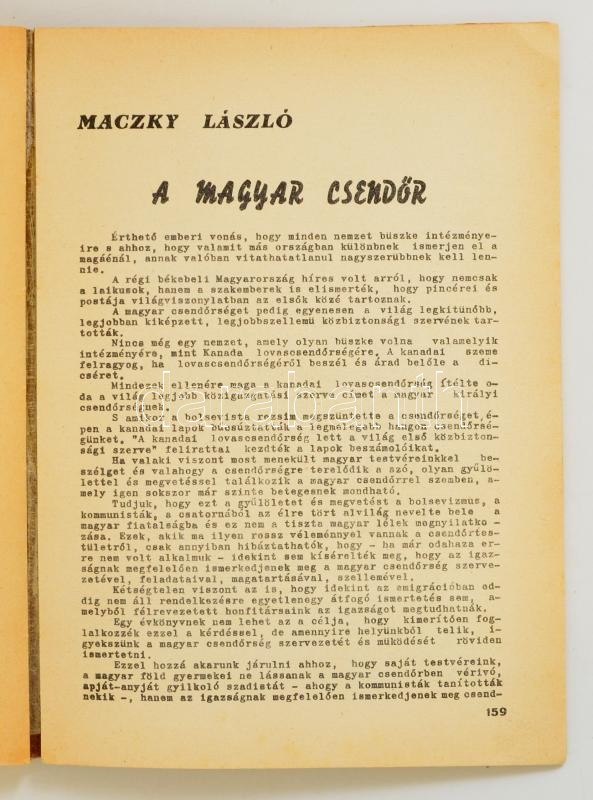 MACZKY LÁSZLÓ
A MAGYAR CSENDŐR
Érthető emberi vonás, hogy minden nemzet büszke intézménye-
ire s ahhoz, hogy valamit más országban különbnek ismerjen el a
magáénál, annak valóban vitathatatlanul nagyszerübbnek kell len-
nie.
A régi békebeli Magyarország híres volt arról, hogy nemcsak
a laikusok, hanem a szakemberek is elismerték, hogy pincérei és
postája világviszonylatban az elsők közé tartoznak.
A magyar csendőrséget pedig egyenesen a világ legkitünőbb,
legjobban kiképzett, legjobbszellemü közbiztonsági szervének tar-
tották.
Nincs még egy nemzet, amely olyan büszke volna valamelyik
intézményére, mint Kanada lovascsendőrségére. A kanadai szeme
felragyog, ha lovascsendőrségéről beszél és árad belőle a di-
cséret.
Mindezek ellenére maga a kanadai lovascsendőrség ítélte o-
da a világ legjobb közigazgatási szerve címet a magyar királyi
csendőrségnek.
S amikor a bolsevista rezsim megszüntette a csendőrséget, é-
pen a kanadai lapok búcsúztatták a legmelegebb hangon csendőrsé-
günket. "A kanadai lovascsendőrség lett a világ első közbizton-
sági szerve" felirattal kezdték a lapok beszámolóikat.
Ha valaki viszont most menekült magyar testvéreinkkel be-
szélget és valahogy a csendőrségre terelődik a szó, olyan gyülö-
lettel és megvetéssel találkozik a magyar csendőrrel szemben, a-
mely igen sokszor már szinte betegesnek mondható.
Tudjuk, hogy ezt a gyülöletet és megvetést a bolsevizmus, a
kommunisták, a csatornából az élre tört alvilág nevelte bele a
magyar fiatalságba és ez nem a tiszta magyar lélek megnyilatko -
zása. Ezek, akik ma ilyen rossz véleménnyel vannak a csendőrtes-
tületről, csak annyiban hibáztathatók, hogy - ha már odahaza er-
re nem volt alkalmuk - idekint sem kísérelték meg, hogy az igaz-
ságnak megfelelően ismerkedjenek meg a magyar csendőrség szerve-
zetével, feladataival, magatartásával, szellemével.
Kétségtelen viszont az is, hogy idekint az emigrációban ed-
dig nem áll rendelkezésre egyetlenegy átfogó ismertetés sem, a-
melyből félrevezetett honfitársaink az igazságot megtudhatnák.
Egy évkönyvnek nem lehet az a célja, hogy kimerítően fog-
lalkozzék ezzel a kérdéssel, de amennyire helyünkből telik, i-
gyekszünk a magyar csendőrség szervezetét és müködését röviden
ismertetni.
Ezzel hozzá akarunk járulni ahhoz, hogy saját testvéreink,
a magyar föld gyermekei ne lássanak a magyar csendőrben vérivó,
apját-anyját gyilkoló szadistát - ahogy a kommunisták tanították
nekik -, hanem az igazságnak megfelelően ismerkedjenek meg csend-
159
darabanth